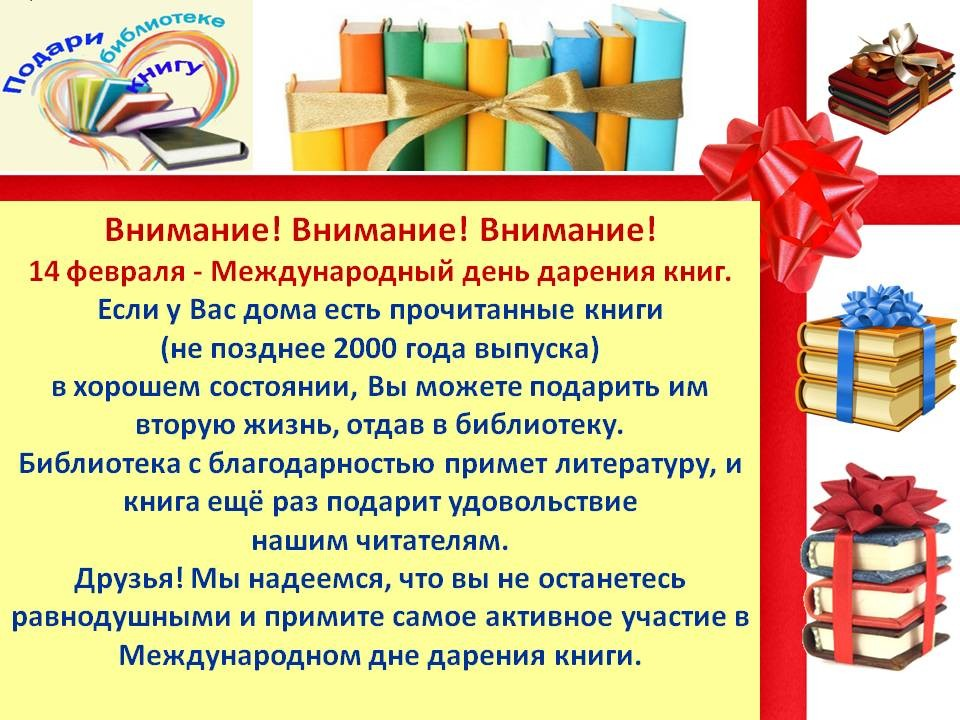 Подари
библиотеке
книгу
Внимание! Внимание! Внимание!
14 февраля - Международный день дарения книг.
Если у Вас дома есть прочитанные книги
(не позднее 2000 года выпуска)
в хорошем состоянии, Вы можете подарить им
вторую жизнь, отдав в библиотеку.
Библиотека с благодарностью примет литературу, и
книга ещё раз подарит удовольствие
нашим читателям.
Друзья! Мы надеемся, что вы не останетесь
равнодушными и примите самое активное участие в
Международном дне дарения книги.